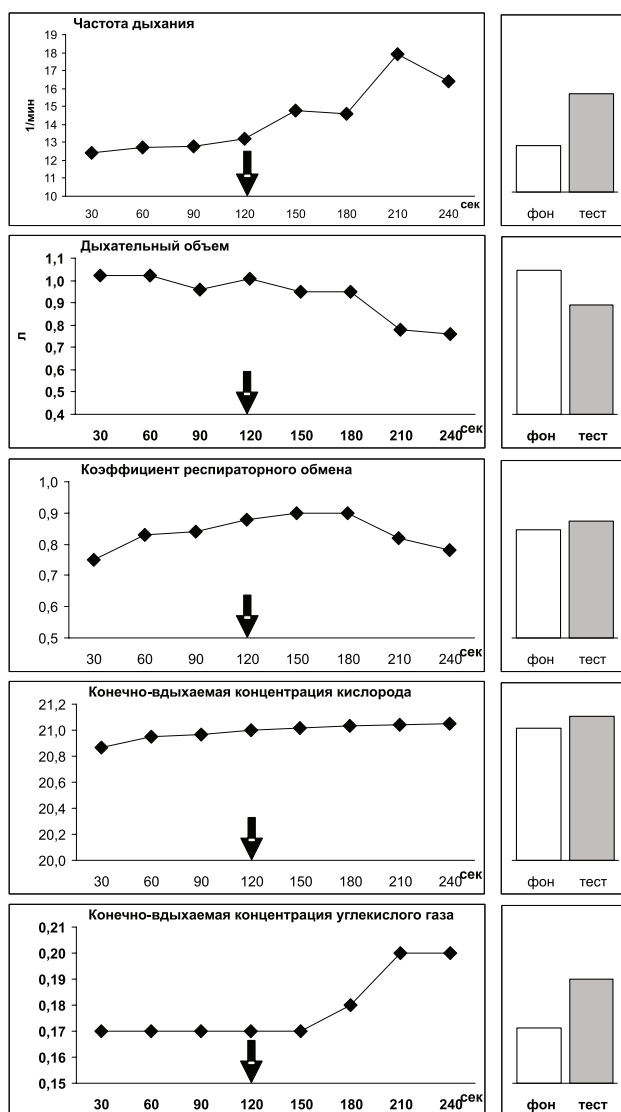 Частота дыхания
19
18
17
16
15
14
13
12
11
10
1/мин
30 60 90 120 150 180 210 240
сек
фон тест
Дыхательный объем
1,1
1,0
0,9
0,8
0,7
0,6
0,5
0,4
л
30 60 90 120 150 180 210 240
сек
фон тест
Коэффициент респираторного обмена
1,0
0,9
0,8
0,7
0,6
0,5
30 60 90 120 150 180 210 240
сек
фон тест
Конечно-вдыхаемая концентрация кислорода
21,2
21,0
20,8
20,6
20,4
20,2
20,0
30 60 90 120 150 180 210 240
сек
фон тест
Конечно-вдыхаемая концентрация углекислого газа
0,21
0,20
0,19
0,18
0,17
0,16
0,15
30 60 90 120 150 180 210 240
сек
фон тест